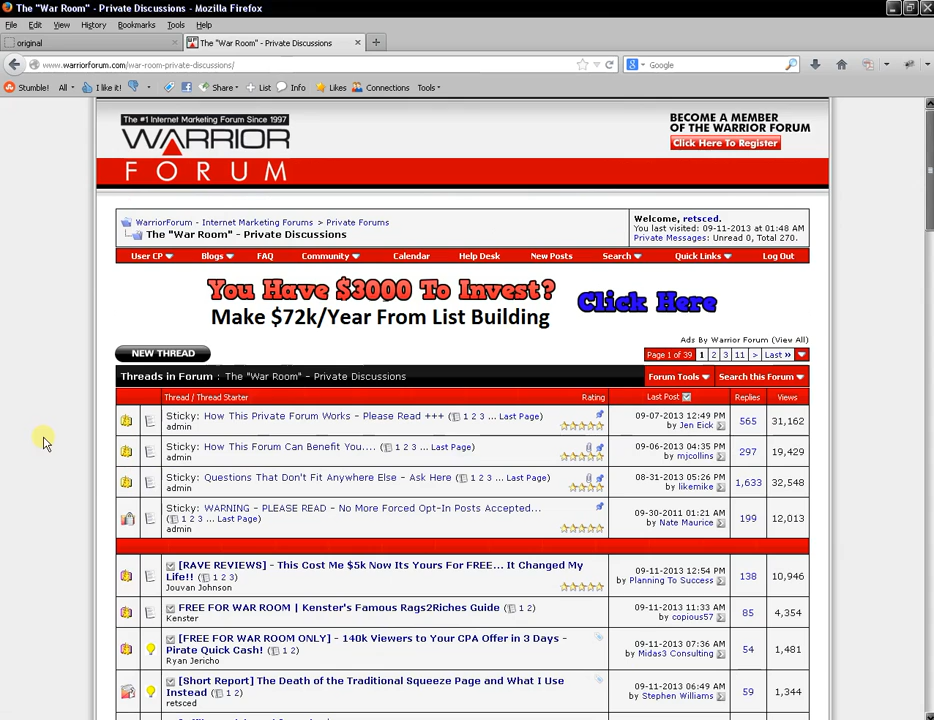 The "War Room" - Private Discussions - Mozilla Firefox
File Edit View History Bookmarks Tools Help
original The "War Room" - Private Discussions
www.warriorforum.com/war-room-private-discussions/ Google
Stumble! All I like it! Share List Info Likes Connections Tools
The #1 Internet Marketing Forum Since 1997
WARRIOR
FORUM
BECOME A MEMBER
OF THE WARRIOR FORUM
Click Here To Register
WarriorForum - Internet Marketing Forums > Private Forums
The "War Room" - Private Discussions
Welcome, retsced.
You last visited: 09-11-2013 at 01:48 AM
Private Messages: Unread 0, Total 270.
User CP Blogs FAQ Community Calendar Help Desk New Posts Search Quick Links Log Out
You Have $3000 To Invest?
Make $72k/Year From List Building
Click Here
Ads By Warrior Forum (View All)
NEW THREAD
Page 1 of 39 1 2 3 11 > Last »
Threads in Forum : The "War Room" - Private Discussions Forum Tools Search this Forum
Thread / Thread Starter Rating Last Post Replies Views
Sticky: How This Private Forum Works - Please Read +++ ( 1 2 3 ... Last Page)
admin
09-07-2013 12:49 PM
by Jen Eick
565 31,162
Sticky: How This Forum Can Benefit You.... ( 1 2 3 ... Last Page)
admin
09-06-2013 04:35 PM
by mjcollins
297 19,429
Sticky: Questions That Don't Fit Anywhere Else - Ask Here ( 1 2 3 ... Last Page)
admin
08-31-2013 05:26 PM
by likemike
1,633 32,548
Sticky: WARNING - PLEASE READ - No More Forced Opt-In Posts Accepted...
( 1 2 3 ... Last Page)
admin
09-30-2011 01:21 AM
by Nate Maurice
199 12,013
[RAVE REVIEWS] - This Cost Me $5k Now Its Yours For FREE... It Changed My
Life!! ( 1 2 3)
Jouvan Johnson
09-11-2013 12:54 PM
by Planning To Success
138 10,946
FREE FOR WAR ROOM | Kenster's Famous Rags2Riches Guide ( 1 2)
Kenster
09-11-2013 11:33 AM
by copious57
85 4,354
[FREE FOR WAR ROOM ONLY] - 140k Viewers to Your CPA Offer in 3 Days -
Pirate Quick Cash! ( 1 2)
Ryan Jericho
09-11-2013 07:36 AM
by Midas3 Consulting
54 1,481
[Short Report] The Death of the Traditional Squeeze Page and What I Use
Instead ( 1 2)
retsced
09-11-2013 06:49 AM
by Stephen Williams
59 1,344